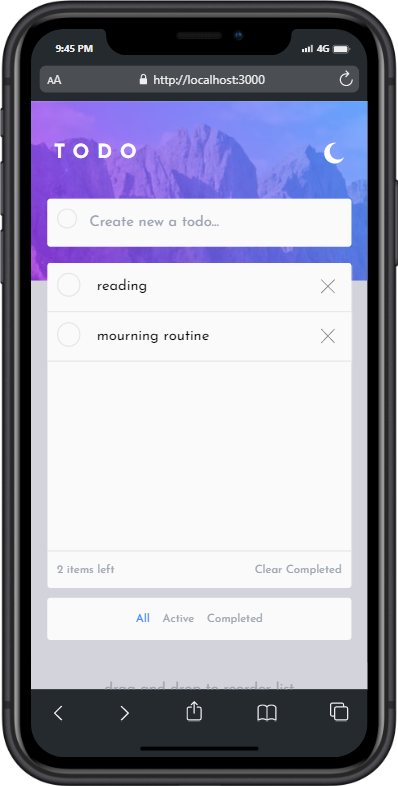 9:45 PM 4G
AA http://localhost:3000
TODO
Create new a todo...
reading
mourning routine
2 items left Clear Completed
All Active Completed
drag and drop to reorder list